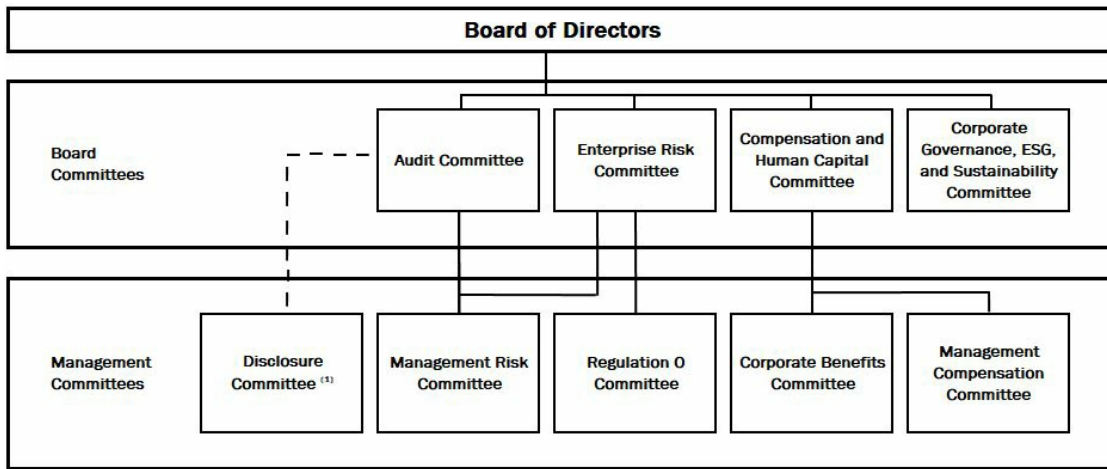 Board of Directors
Board
Committees
Audit Committee
Enterprise Risk
Committee
Compensation and
Human Capital
Committee
Corporate
Governance, ESG,
and Sustainability
Committee
Management
Committees
Disclosure
Committee (1)
Management Risk
Committee
Regulation O
Committee
Corporate Benefits
Committee
Management
Compensation
Committee